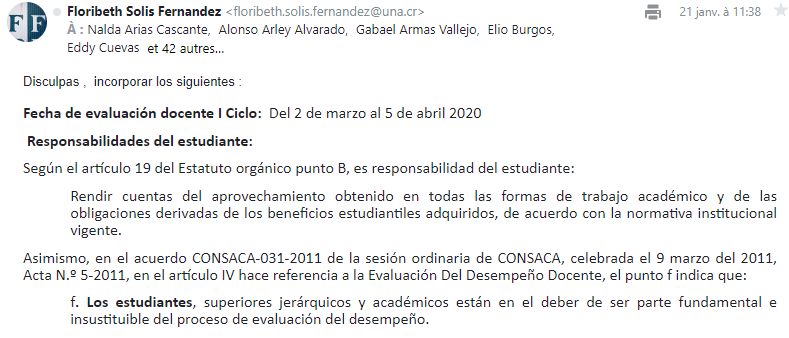 FF
Floribeth Solis Fernandez <floribeth.solis.fernandez@una.cr>
21 janv. à 11:38
À : Nalda Arias Cascante, Alonso Arley Alvarado, Gabael Armas Vallejo, Elio Burgos,
Eddy Cuevas et 42 autres...
Disculpas , incorporar los siguientes :
Fecha de evaluación docente I Ciclo: Del 2 de marzo al 5 de abril 2020
Responsabilidades del estudiante:
Según el artículo 19 del Estatuto orgánico punto B, es responsabilidad del estudiante:
Rendir cuentas del aprovechamiento obtenido en todas las formas de trabajo académico y de las
obligaciones derivadas de los beneficios estudiantiles adquiridos, de acuerdo con la normativa institucional
vigente.
Asimismo, en el acuerdo CONSACA-031-2011 de la sesión ordinaria de CONSACA, celebrada el 9 marzo del 2011,
Acta N.º 5-2011, en el artículo IV hace referencia a la Evaluación Del Desempeño Docente, el punto f indica que:
f. Los estudiantes, superiores jerárquicos y académicos están en el deber de ser parte fundamental e
insustituible del proceso de evaluación del desempeño.